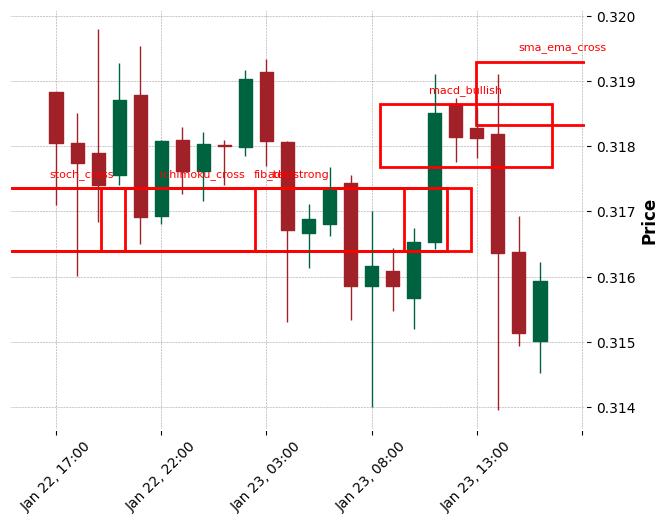 0.320
sma_ema_cross
0.319
macd_bullish
0.318
stoch_cross
ichimoku_cross
0.317
Price
0.316
0.315
0.314
Jan 22, 17:00
Jan 22, 22:00
Jan 23, 03:00
Jan 23, 08:00
Jan 23, 13:00